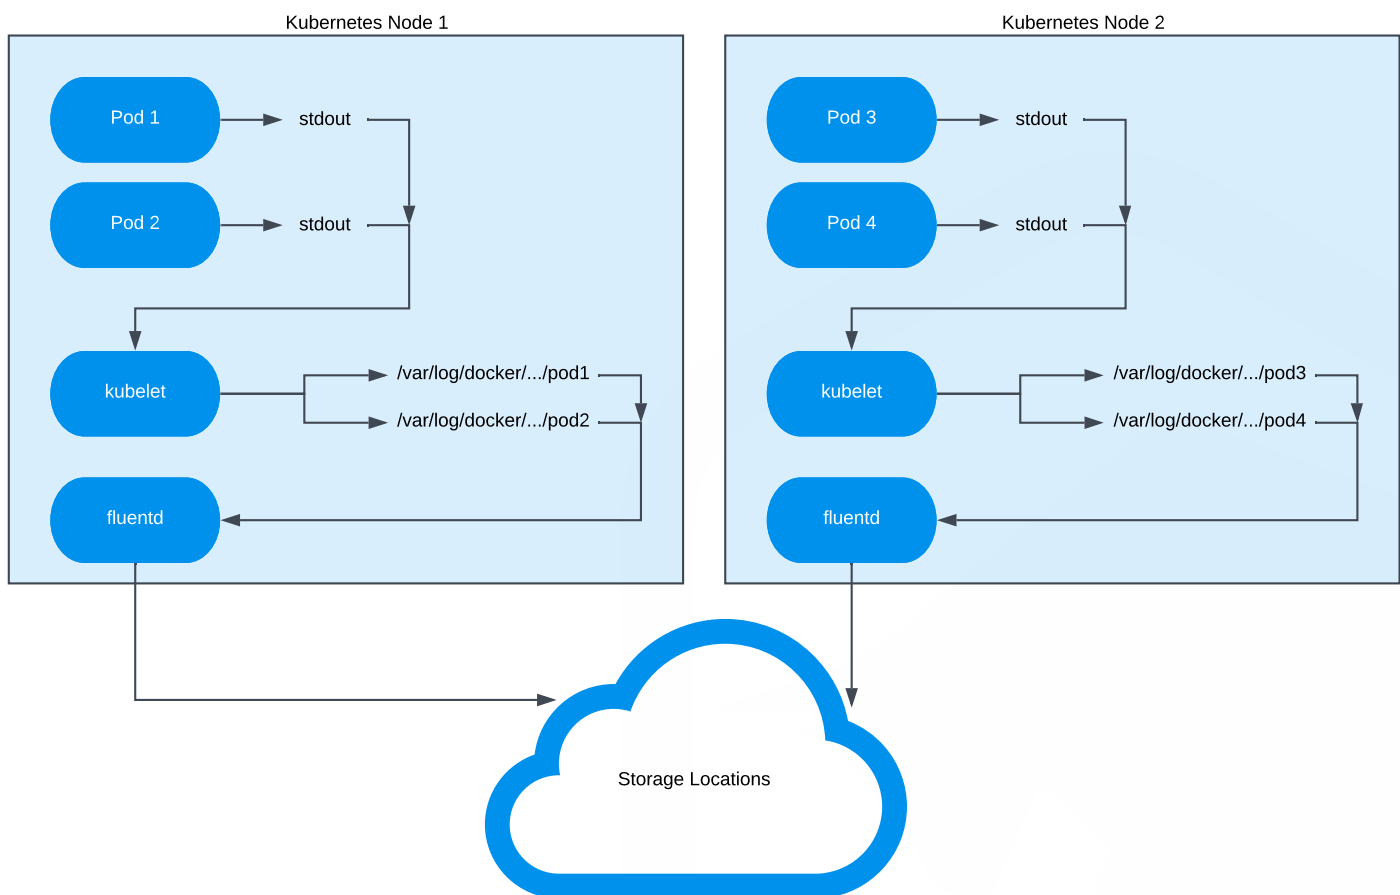 Kubernetes Node 1
Pod 1
stdout
Pod 2
stdout
kubelet
/var/log/docker/.../pod1
/var/log/docker/.../pod2
fluentd
Kubernetes Node 2
Pod 3
stdout
Pod 4
stdout
kubelet
/var/log/docker/.../pod3
/var/log/docker/.../pod4
fluentd
Storage Locations